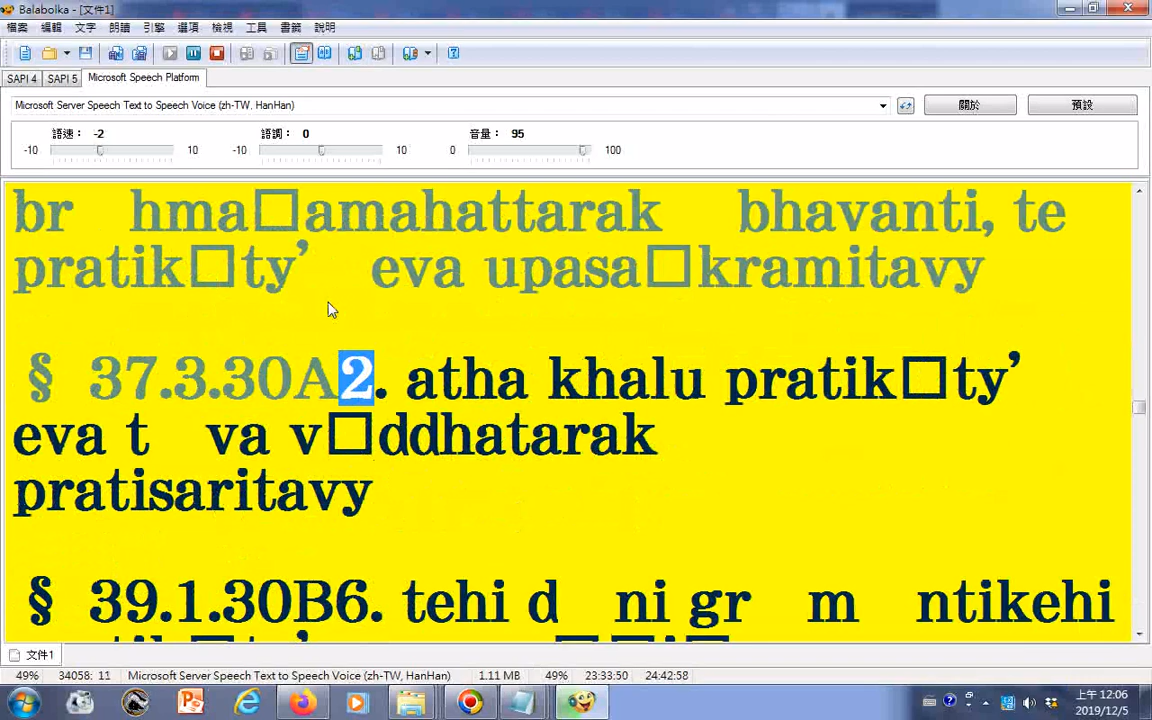 Balabolka - [文件1]
檔案 編輯 文字 朗讀 引擎 選項 檢視 工具 書籤 說明
SAPI 4 SAPI 5 Microsoft Speech Platform
Microsoft Server Speech Text to Speech Voice (zh-TW, HanHan) 關於 預設
語速： -2 語調： 0 音量： 95
-10 10 -10 10 0 100
br hma□amahattarak bhavanti, te
pratik□ty’ eva upasa□kramitavy
§ 37.3.30A2. atha khalu pratik□ty’
eva t va v□ddhatarak
pratisaritavy
§ 39.1.30B6. tehi d ni gr m ntikehi
文件1
49% 34058: 11 Microsoft Server Speech Text to Speech Voice (zh-TW, HanHan) 1.11 MB 49% 23:33:50 24:42:58
上午 12:06
2019/12/5